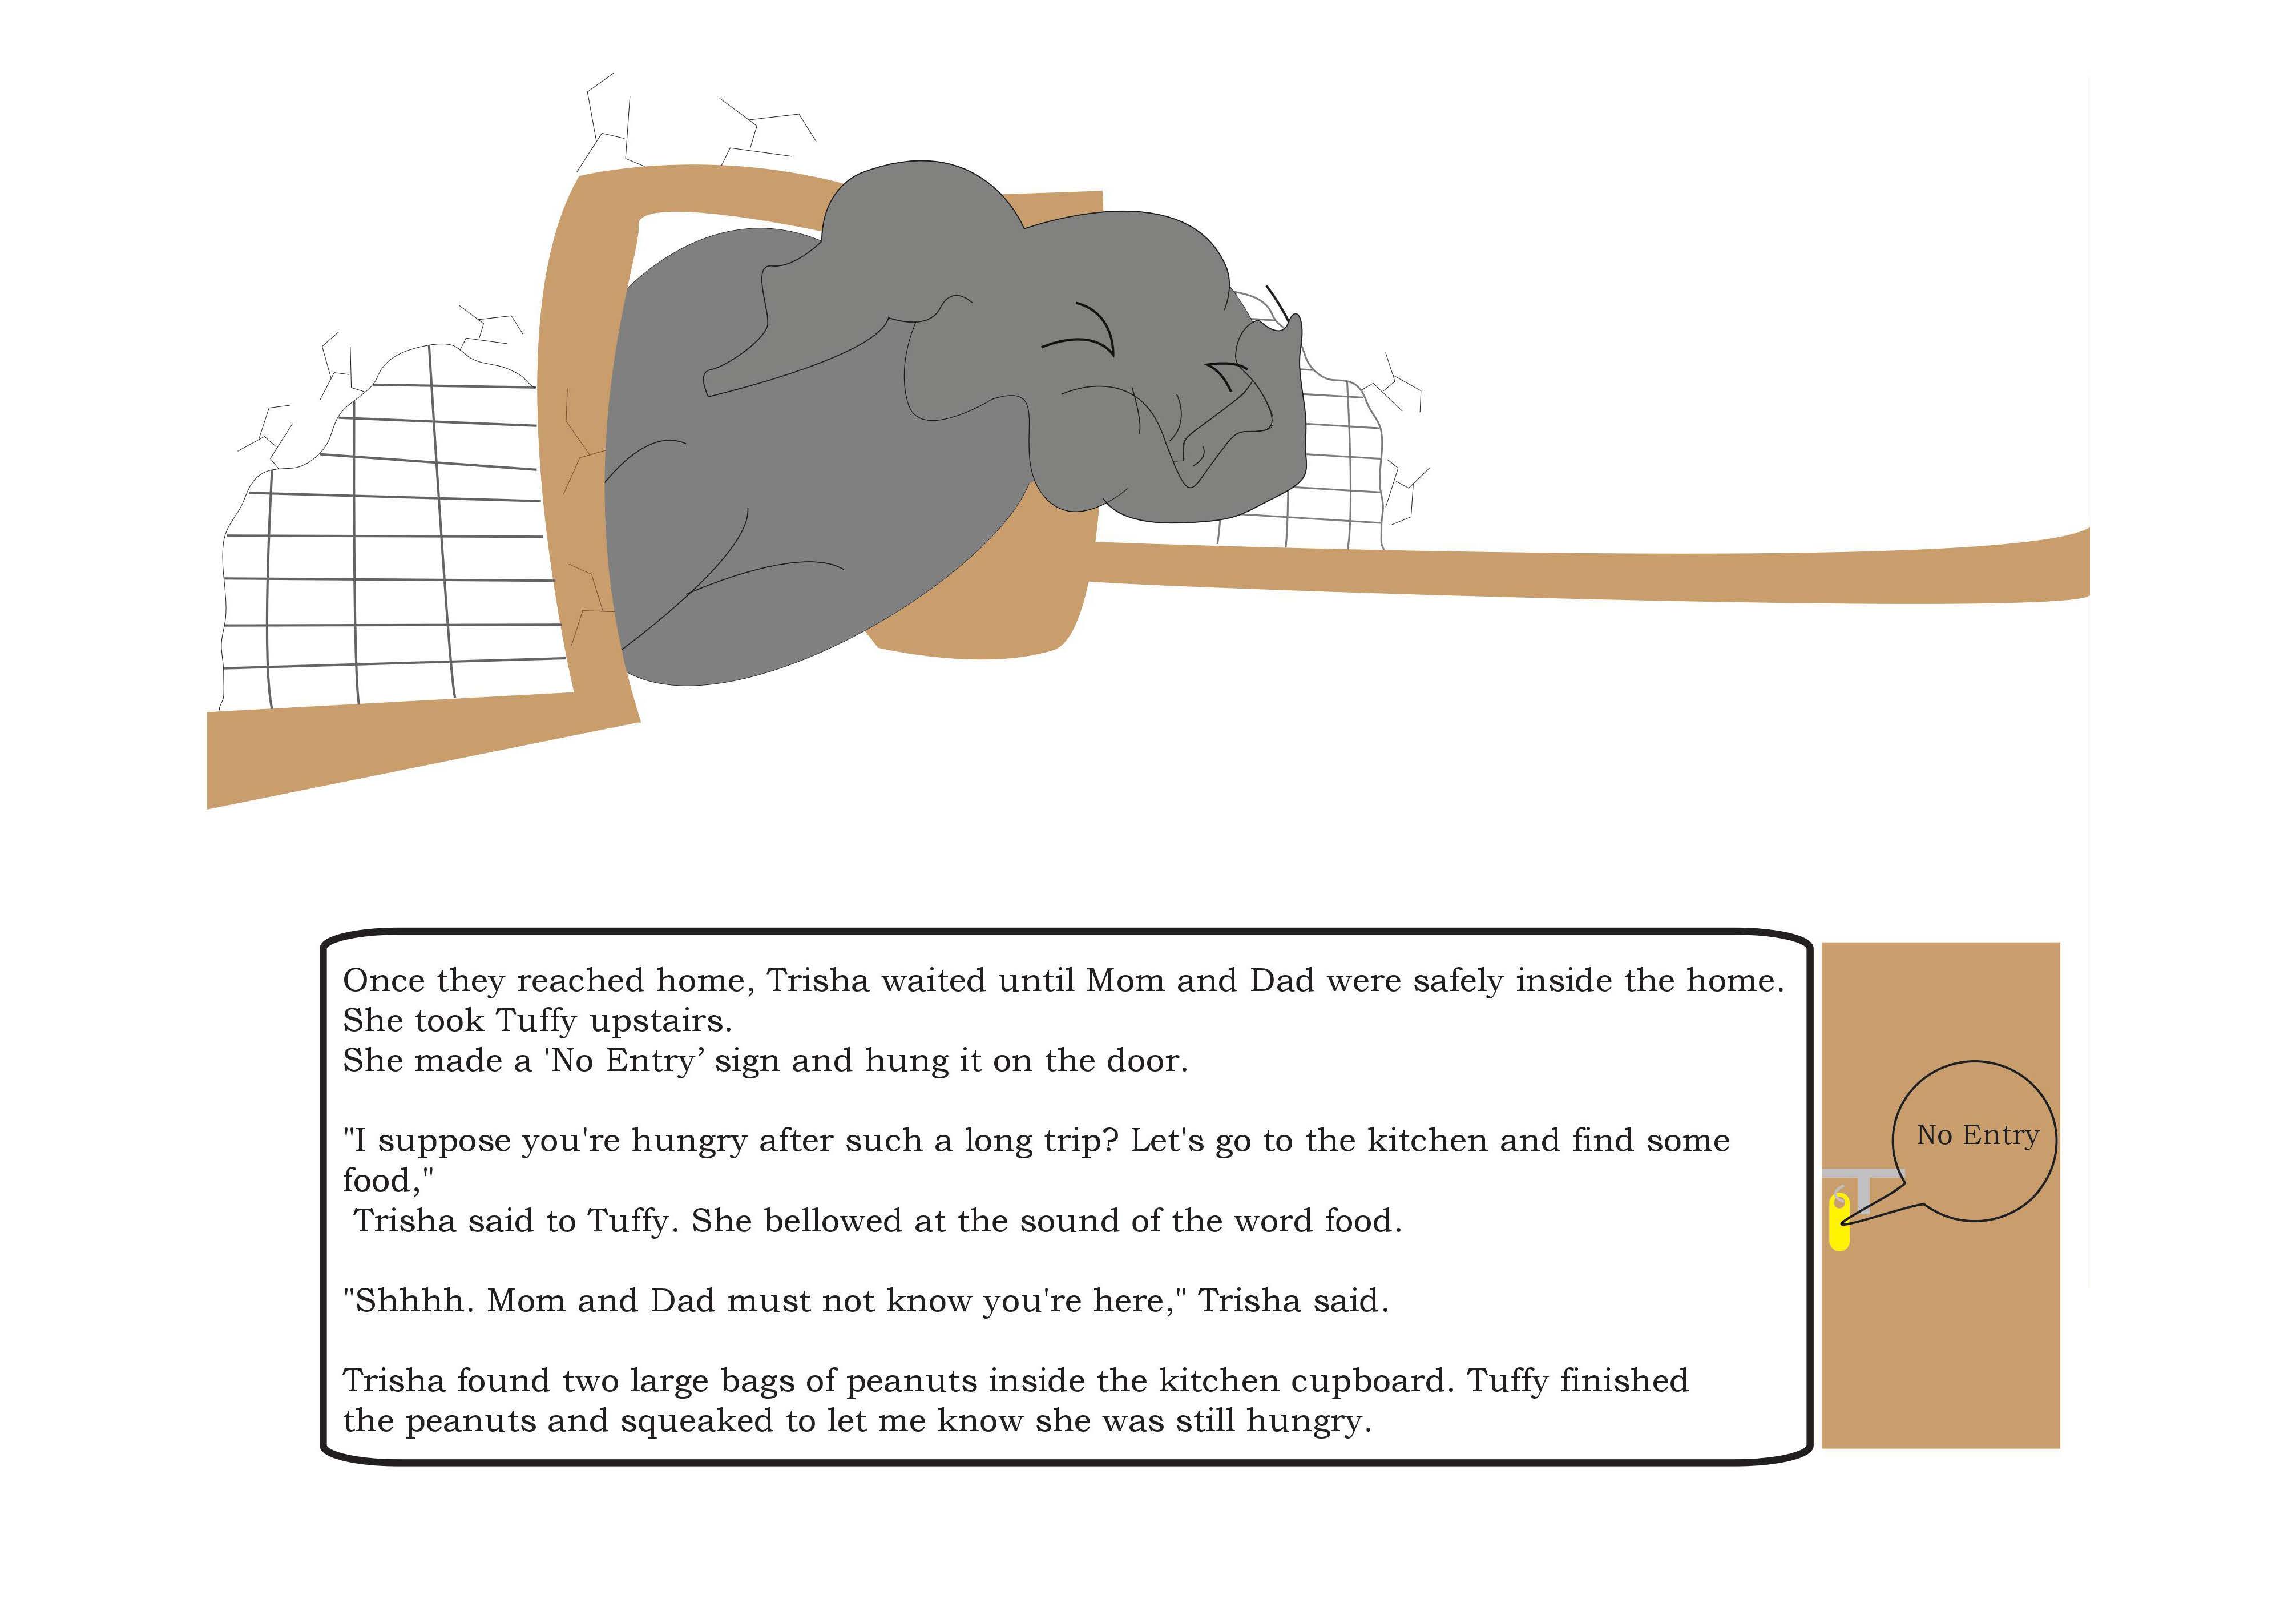 Once they reached home, Trisha waited until Mom and Dad were safely inside the home.
She took Tuffy upstairs.
She made a 'No Entry’ sign and hung it on the door.
"I suppose you're hungry after such a long trip? Let's go to the kitchen and find some
food,"
Trisha said to Tuffy. She bellowed at the sound of the word food.
"Shhhh. Mom and Dad must not know you're here," Trisha said.
Trisha found two large bags of peanuts inside the kitchen cupboard. Tuffy finished
the peanuts and squeaked to let me know she was still hungry.
No Entry